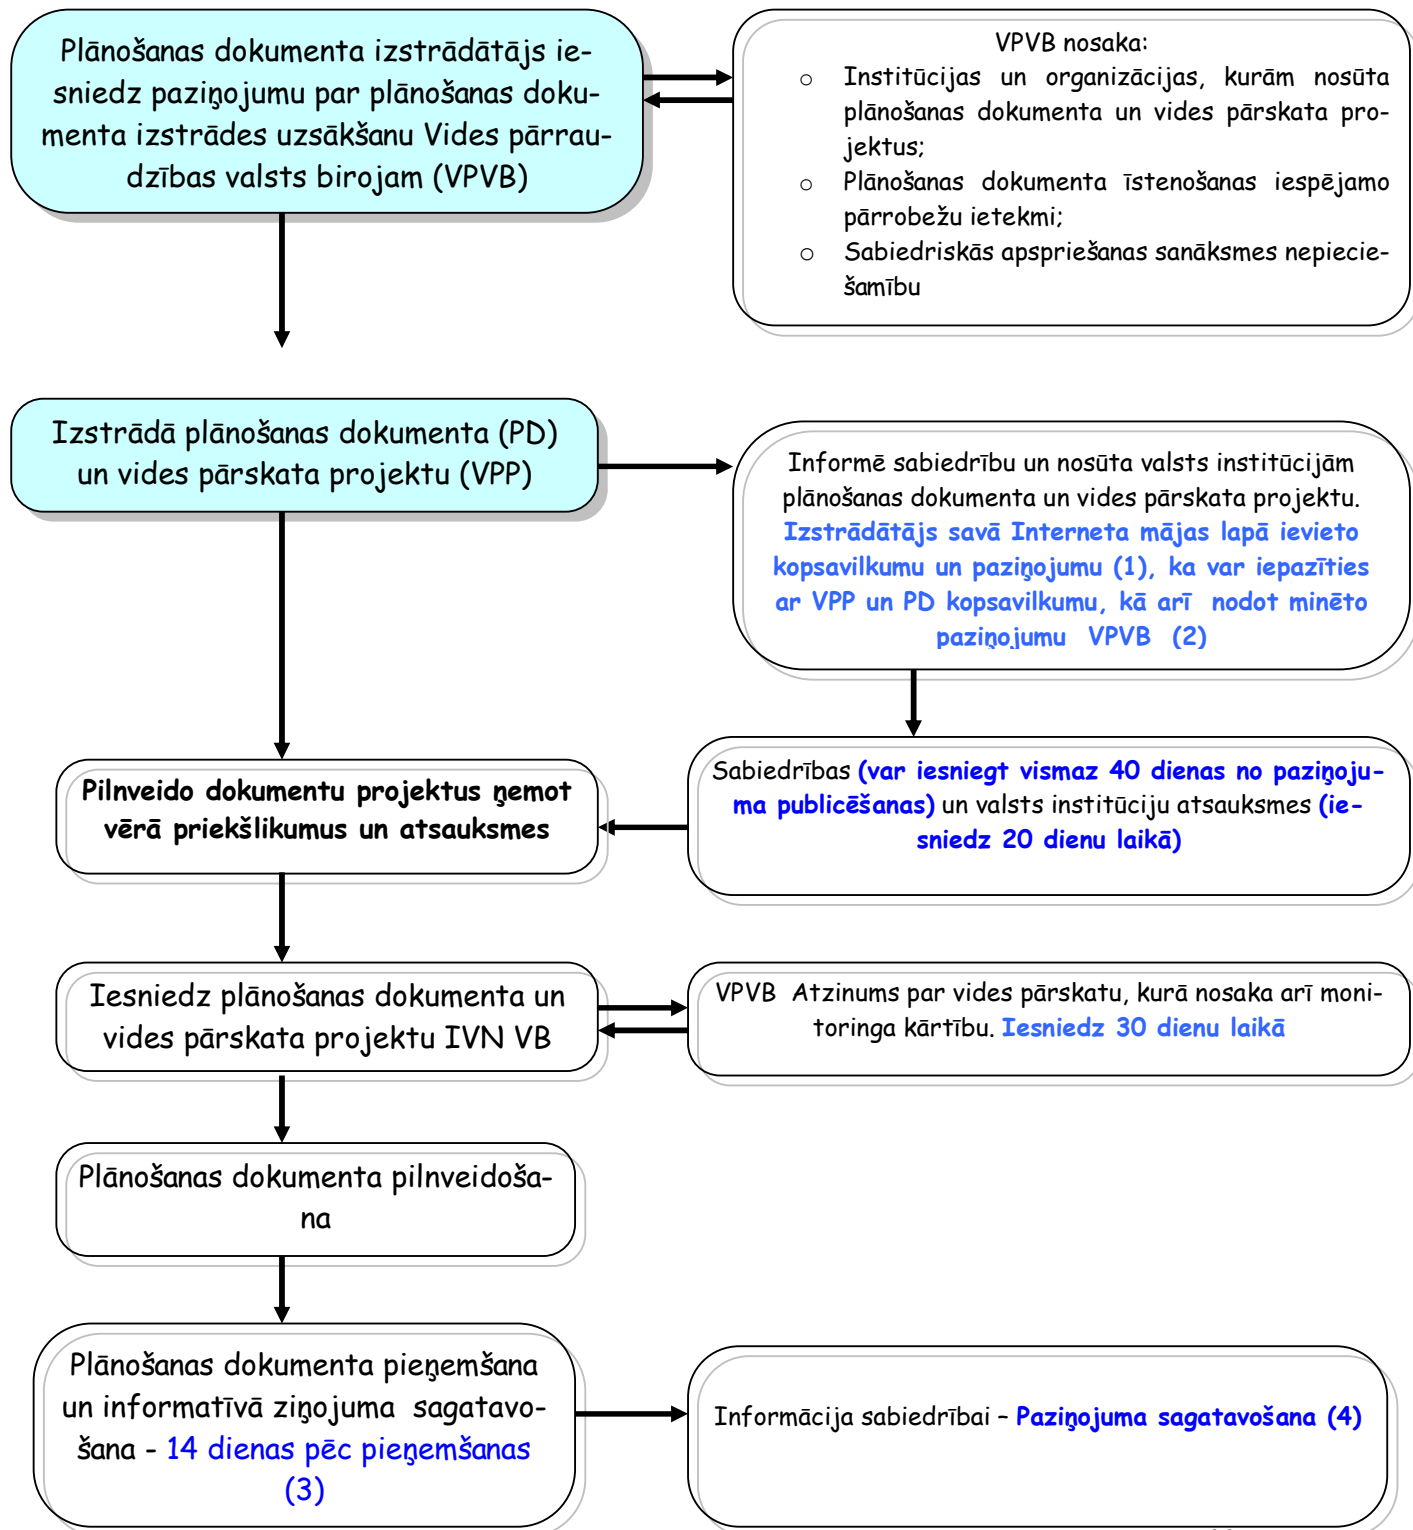 Plānošanas dokumenta izstrādātājs ie-
sniedz paziņojumu par plānošanas doku-
menta izstrādes uzsākšanu Vides pārrau-
dzības valsts birojam (VPVB)
VPVB nosaka:
o Institūcijas un organizācijas, kurām nosūta
plānošanas dokumenta un vides pārskata pro-
jektus;
o Plānošanas dokumenta īstenošanas iespējamo
pārrobežu ietekmi;
o Sabiedriskās apspriešanas sanāksmes nepiecie-
šamību
Izstrādā plānošanas dokumenta (PD)
un vides pārskata projektu (VPP)
Informē sabiedrību un nosūta valsts institūcijām
plānošanas dokumenta un vides pārskata projektu.
Izstrādātājs savā Interneta mājas lapā ievieto
kopsavilkumu un paziņojumu (1), ka var iepazīties
ar VPP un PD kopsavilkumu, kā arī nodot minēto
paziņojumu VPVB (2)
Pilnveido dokumentu projektus ņemot
vērā priekšlikumus un atsauksmes
Sabiedrības (var iesniegt vismaz 40 dienas no paziņoju-
ma publicēšanas) un valsts institūciju atsauksmes (ie-
sniedz 20 dienu laikā)
Iesniedz plānošanas dokumenta un
vides pārskata projektu IVN VB
VPVB Atzinums par vides pārskatu, kurā nosaka arī moni-
toringa kārtību. Iesniedz 30 dienu laikā
Plānošanas dokumenta pilnveidoša-
na
Plānošanas dokumenta pieņemšana
un informatīvā ziņojuma sagatavo-
šana - 14 dienas pēc pieņemšanas
(3)
Informācija sabiedrībai – Paziņojuma sagatavošana (4)